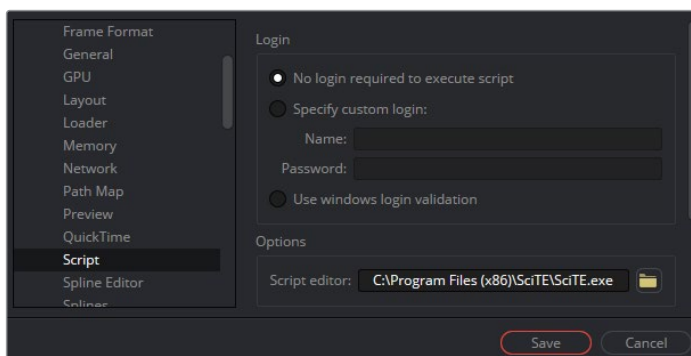 Frame Format
General
GPU
Layout
Loader
Memory
Network
Path Map
Preview
QuickTime
Script
Spline Editor
Splines
Login
No login required to execute script
Specify custom login:
Name:
Password:
Use windows login validation
Options
Script editor: C:\Program Files (x86)\SciTE\SciTE.exe
Save Cancel